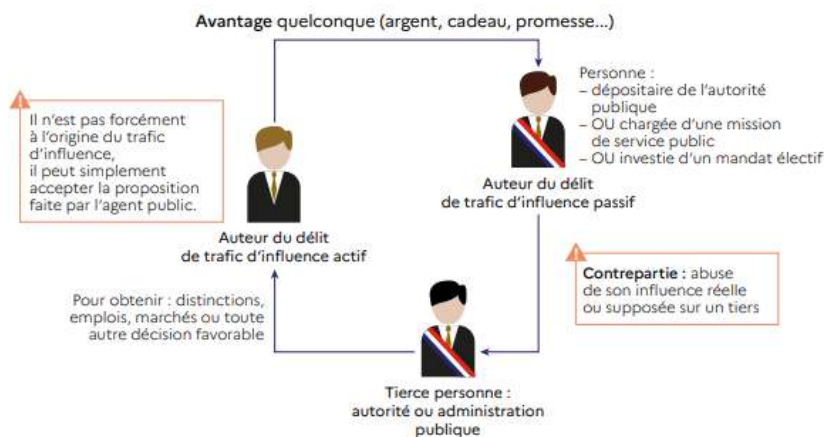 Avantage quelconque (argent, cadeau, promesse...)
Personne :
– dépositaire de l'autorité
publique
– OU chargée d'une mission
de service public
– OU investie d'un mandat électif
Il n'est pas forcément
à l'origine du trafic
d'influence,
il peut simplement
accepter la proposition
faite par l'agent public.
Auteur du délit
de trafic d'influence passif
Auteur du délit
de trafic d'influence actif
Contrepartie : abuse
de son influence réelle
ou supposée sur un tiers
Pour obtenir : distinctions,
emplois, marchés ou toute
autre décision favorable
Tierce personne :
autorité ou administration
publique